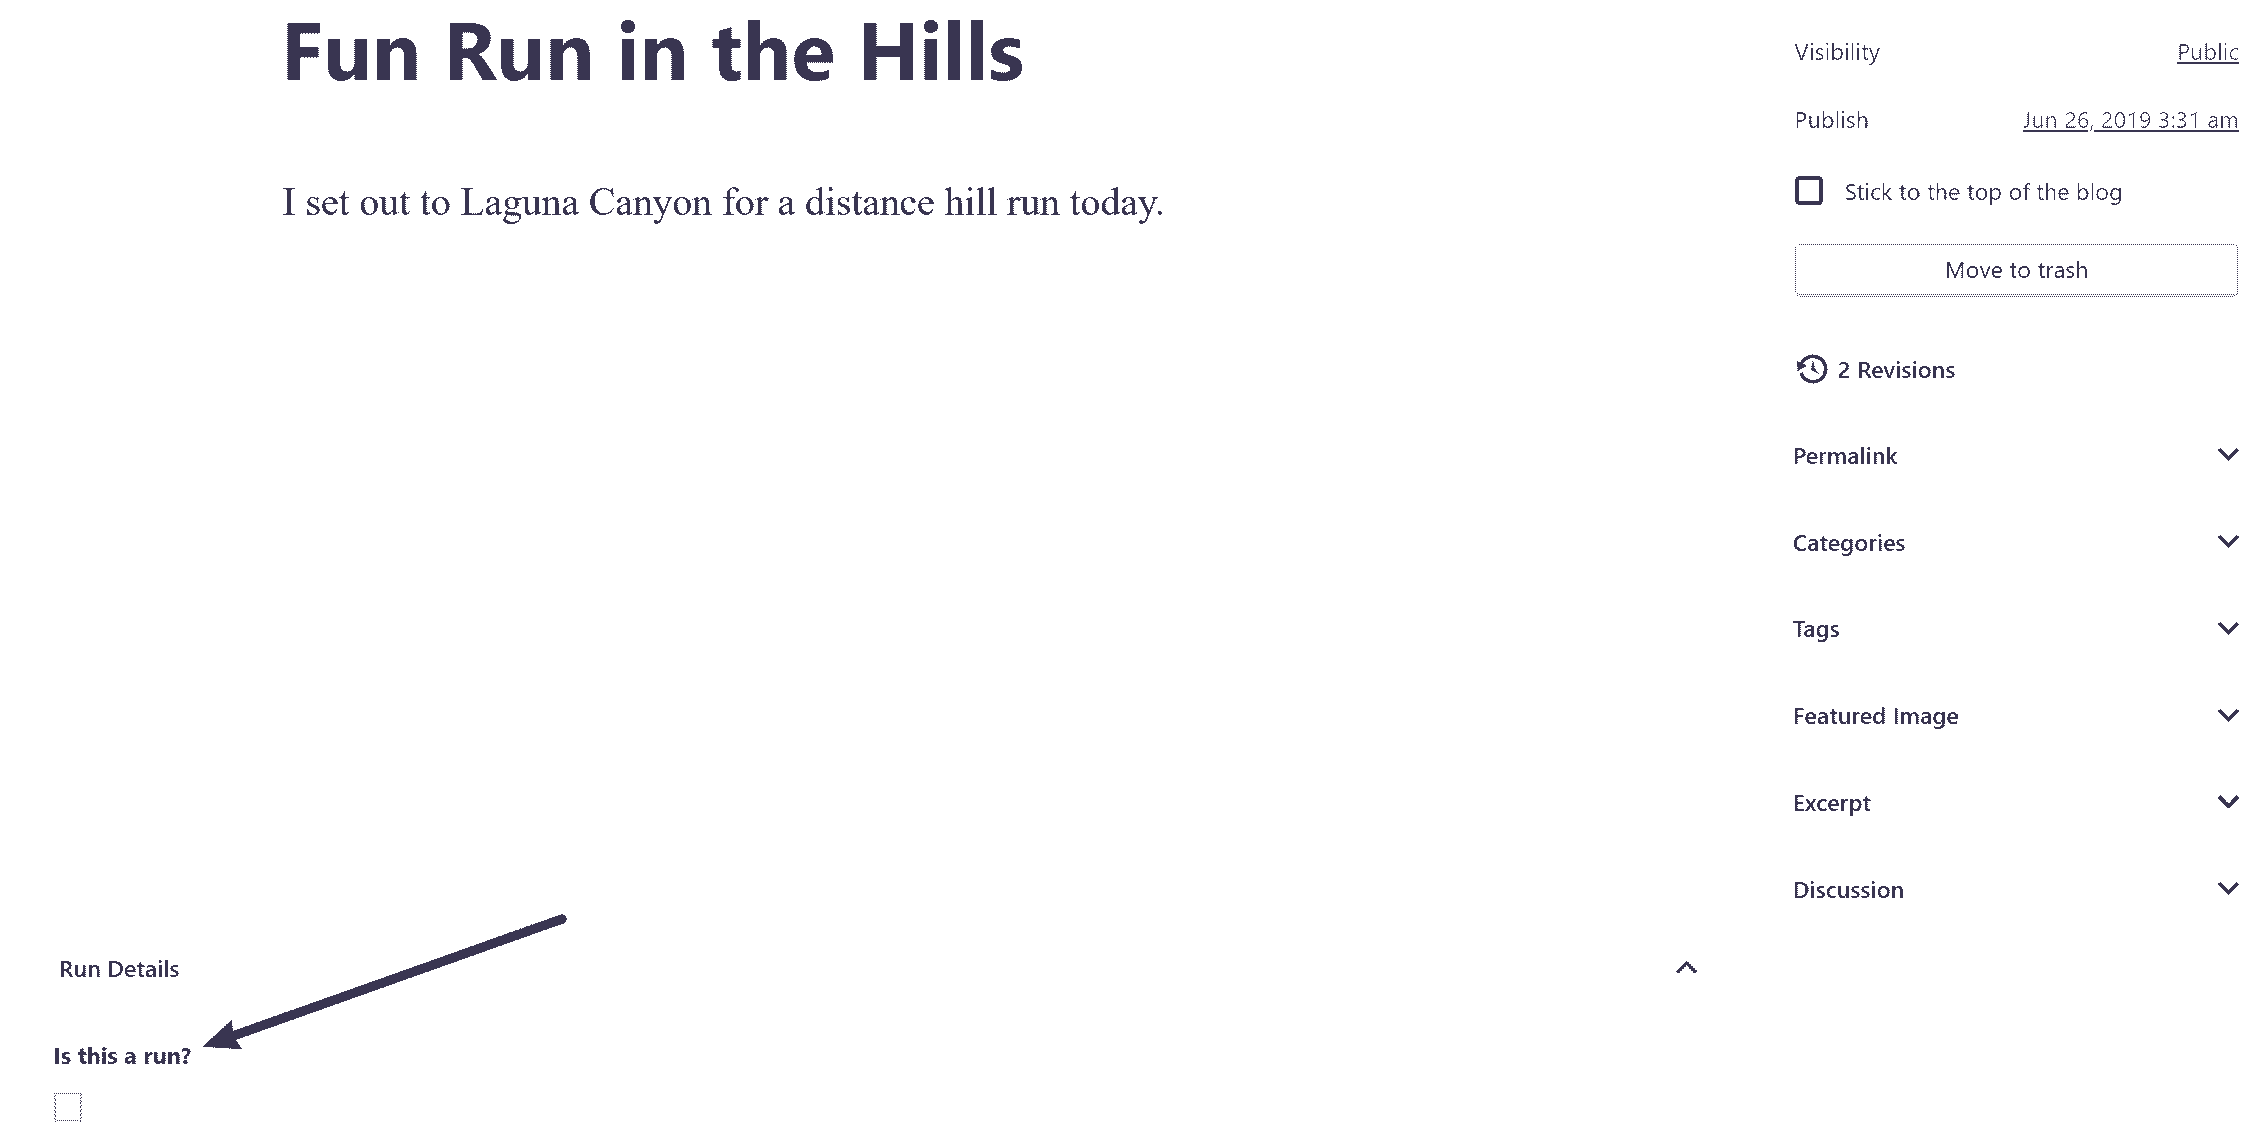 Fun Run in the Hills
I set out to Laguna Canyon for a distance hill run today.
Run Details
Is this a run?
Visibility Public
Publish Jun 26, 2019 3:31 am
Stick to the top of the blog
Move to trash
2 Revisions
Permalink
Categories
Tags
Featured Image
Excerpt
Discussion